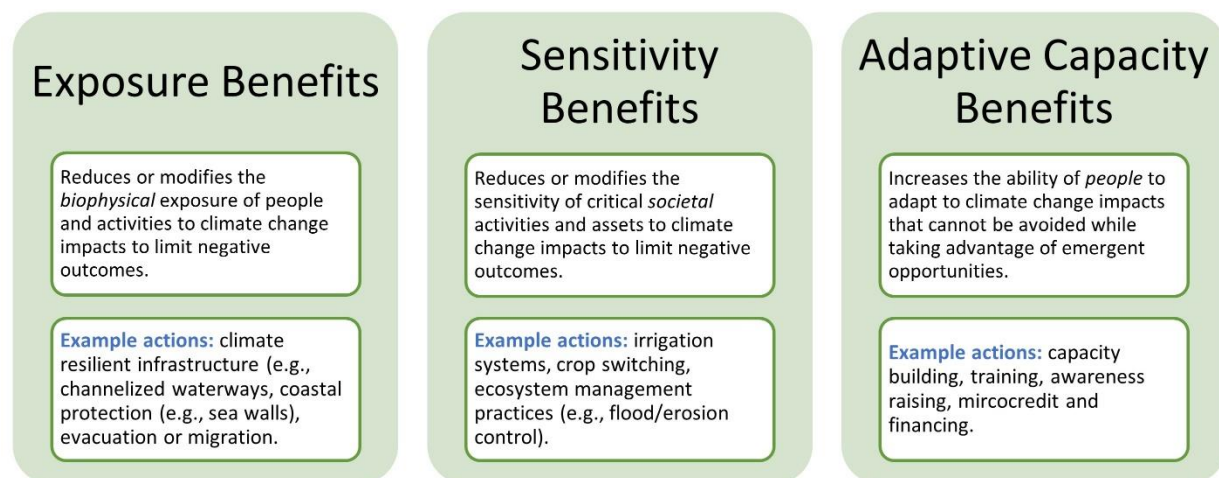 Exposure Benefits
Reduces or modifies the
biophysical exposure of people
and activities to climate change
impacts to limit negative
outcomes.
Example actions: climate
resilient infrastructure (e.g.,
channelized waterways, coastal
protection (e.g., sea walls),
evacuation or migration.
Sensitivity
Benefits
Reduces or modifies the
sensitivity of critical societal
activities and assets to climate
change impacts to limit negative
outcomes.
Example actions: irrigation
systems, crop switching,
ecosystem management
practices (e.g., flood/erosion
control).
Adaptive Capacity
Benefits
Increases the ability of people to
adapt to climate change impacts
that cannot be avoided while
taking advantage of emergent
opportunities.
Example actions: capacity
building, training, awareness
raising, mircocredit and
financing.